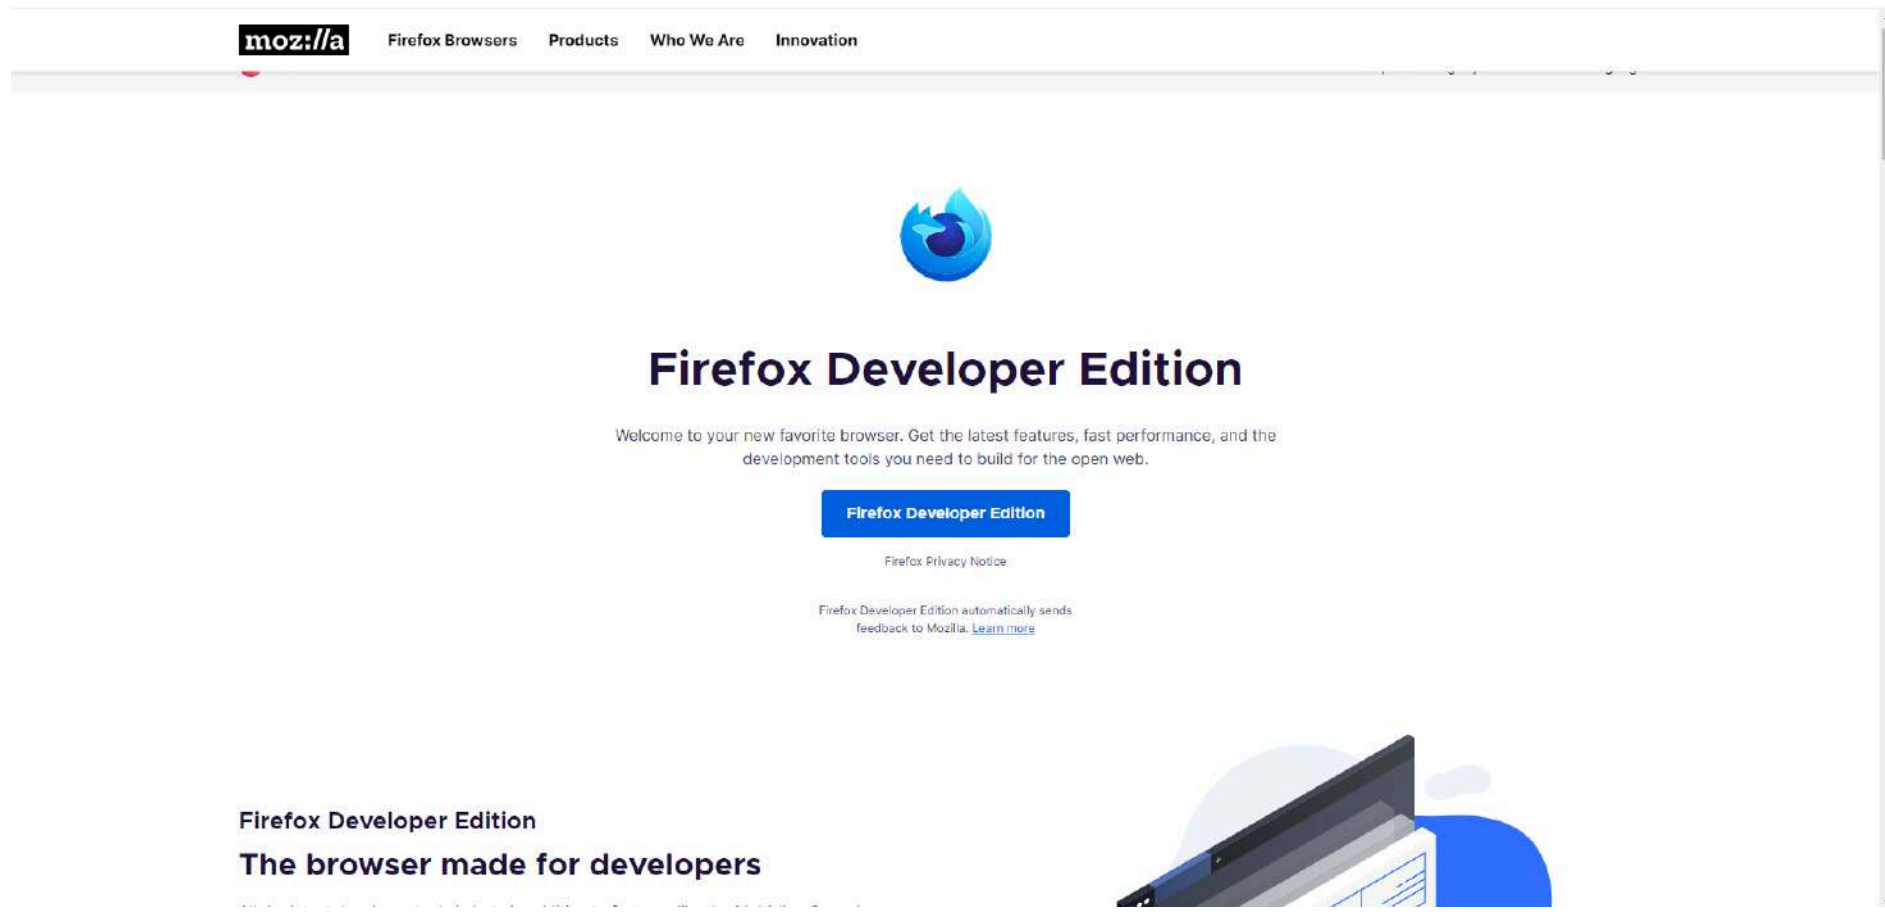 moz://a
Firefox Browsers Products Who We Are Innovation
Firefox Developer Edition
Welcome to your new favorite browser. Get the latest features, fast performance, and the
development tools you need to build for the open web.
Firefox Developer Edition
Firefox Privacy Notice
Firefox Developer Edition automatically sends
feedback to Mozilla. Learn more
Firefox Developer Edition
The browser made for developers